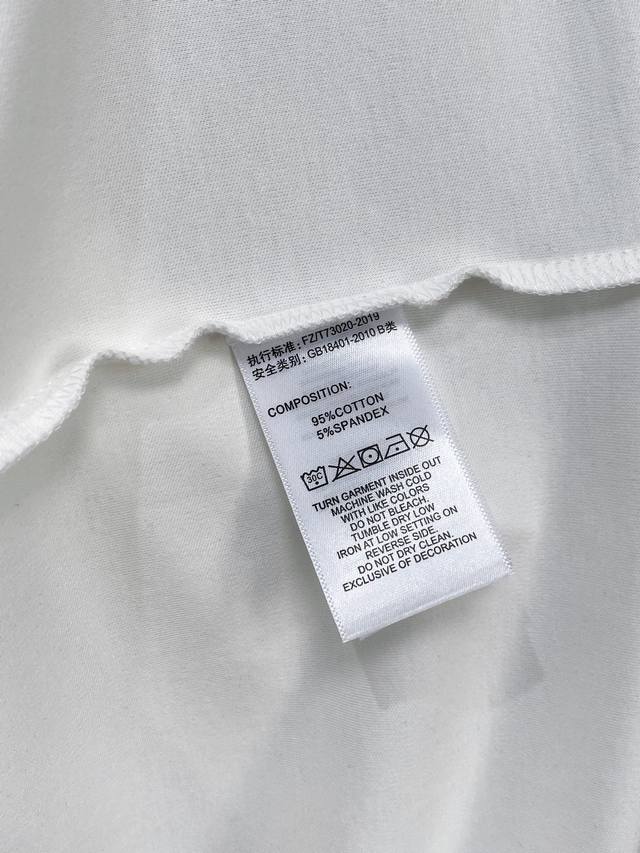 执行标准: FZ/T73020-2019
安全类别: GB18401-2010 B类
COMPOSITION:
95%COTTON
5%SPANDEX
30C
TURN GARMENT INSIDE OUT
MACHINE WASH COLD
WITH LIKE COLORS
DO NOT BLEACH.
TUMBLE DRY LOW
IRON AT LOW SETTING ON
REVERSE SIDE.
DO NOT DRY CLEAN.
EXCLUSIVE OF DECORATION